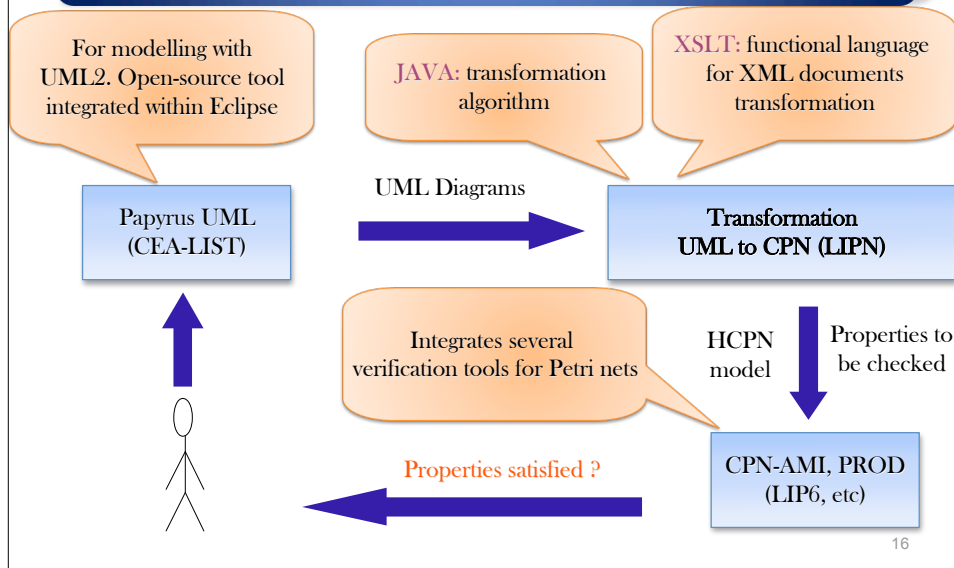 For modelling with
UML2. Open-source tool
integrated within Eclipse
JAVA: transformation
algorithm
XSLT: functional language
for XML documents
transformation
Papyrus UML
(CEA-LIST)
UML Diagrams
Transformation
UML to CPN (LIPN)
Integrates several
verification tools for Petri nets
HCPN
model
Properties to
be checked
CPN-AMI, PROD
(LIP6, etc)
Properties satisfied ?
16